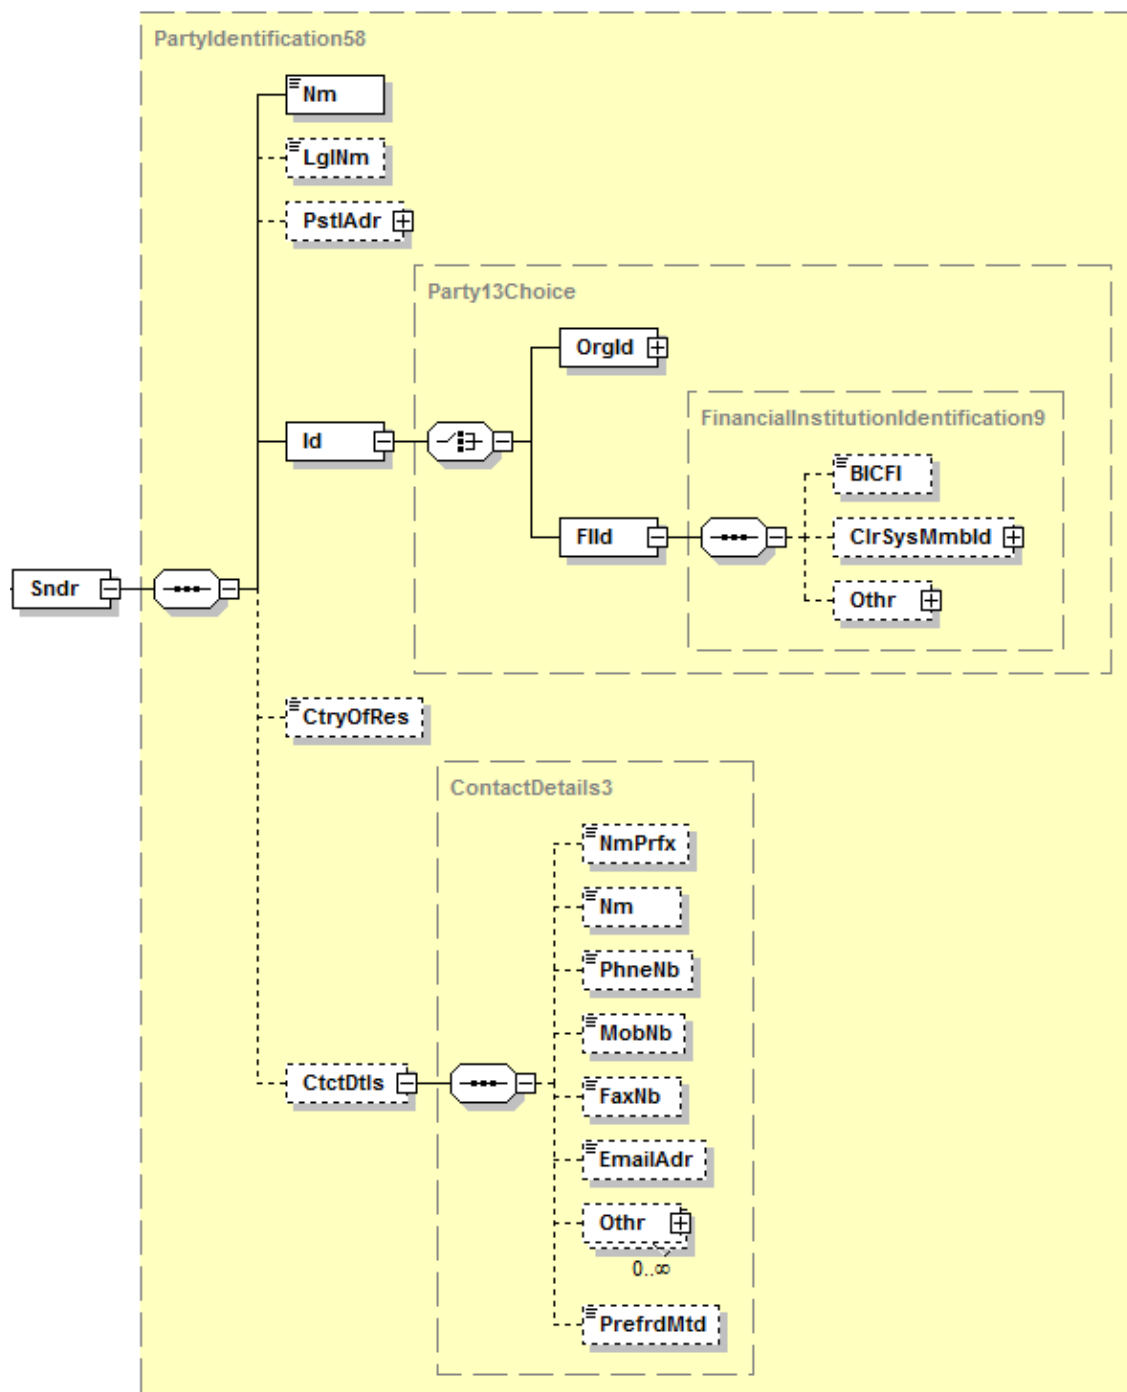 PartyIdentification58
Nm
LglNm
PstlAdr
Party13Choice
OrgId
FinancialInstitutionIdentification9
Id
BICFI
FIId
ClrSysMmbId
Sndr
Othr
CtryOfRes
ContactDetails3
NmPrfx
Nm
PhneNb
MobNb
CtctDtls
FaxNb
EmailAdr
Othr
0..∞
PrefrdMtd